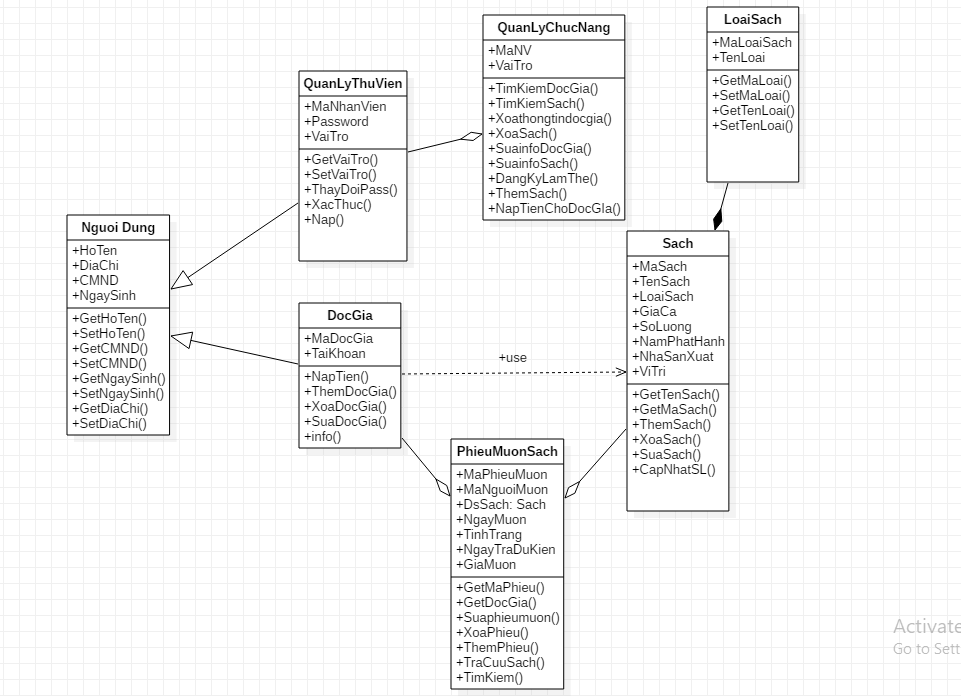 QuanLyChucNang
+MaNV
+VaiTro
+TimKiemDocGia()
+TimKiemSach()
+Xoathongtindocgia()
+XoaSach()
+SuainfoDocGia()
+SuainfoSach()
+DangKyLamThe()
+ThemSach()
+NapTienChoDocGIa()
LoaiSach
+MaLoaiSach
+TenLoai
+GetMaLoai()
+SetMaLoai()
+GetTenLoai()
+SetTenLoai()
QuanLyThuVien
+MaNhanVien
+Password
+VaiTro
+GetVaiTro()
+SetVaiTro()
+ThayDoiPass()
+XacThuc()
+Nap()
Nguoi Dung
+HoTen
+DiaChi
+CMND
+NgaySinh
+GetHoTen()
+SetHoTen()
+GetCMND()
+SetCMND()
+GetNgaySinh()
+SetNgaySinh()
+GetDiaChi()
+SetDiaChi()
DocGia
+MaDocGia
+TaiKhoan
+NapTien()
+ThemDocGia()
+XoaDocGia()
+SuaDocGia()
+info()
+use
Sach
+MaSach
+TenSach
+LoaiSach
+GiaCa
+SoLuong
+NamPhatHanh
+NhaSanXuat
+ViTri
+GetTenSach()
+GetMaSach()
+ThemSach()
+XoaSach()
+SuaSach()
+CapNhatSL()
PhieuMuonSach
+MaPhieuMuon
+MaNguoiMuon
+DsSach: Sach
+NgayMuon
+TinhTrang
+NgayTraDuKien
+GiaMuon
+GetMaPhieu()
+GetDocGia()
+Suaphieumuon()
+XoaPhieu()
+ThemPhieu()
+TraCuuSach()
+TimKiem()
Activate
Go to Sett